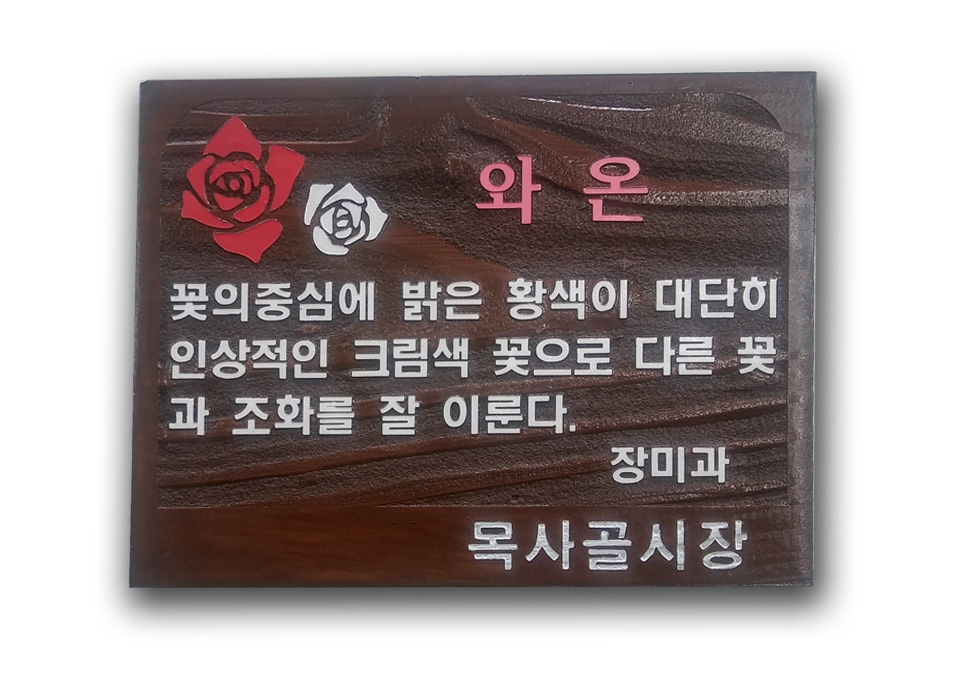 와 온
꽃의중심에 밝은 황색이 대단히
인상적인 크림색 꽃으로 다른 꽃
과 조화를 잘 이룬다.
장미과
목사골시장